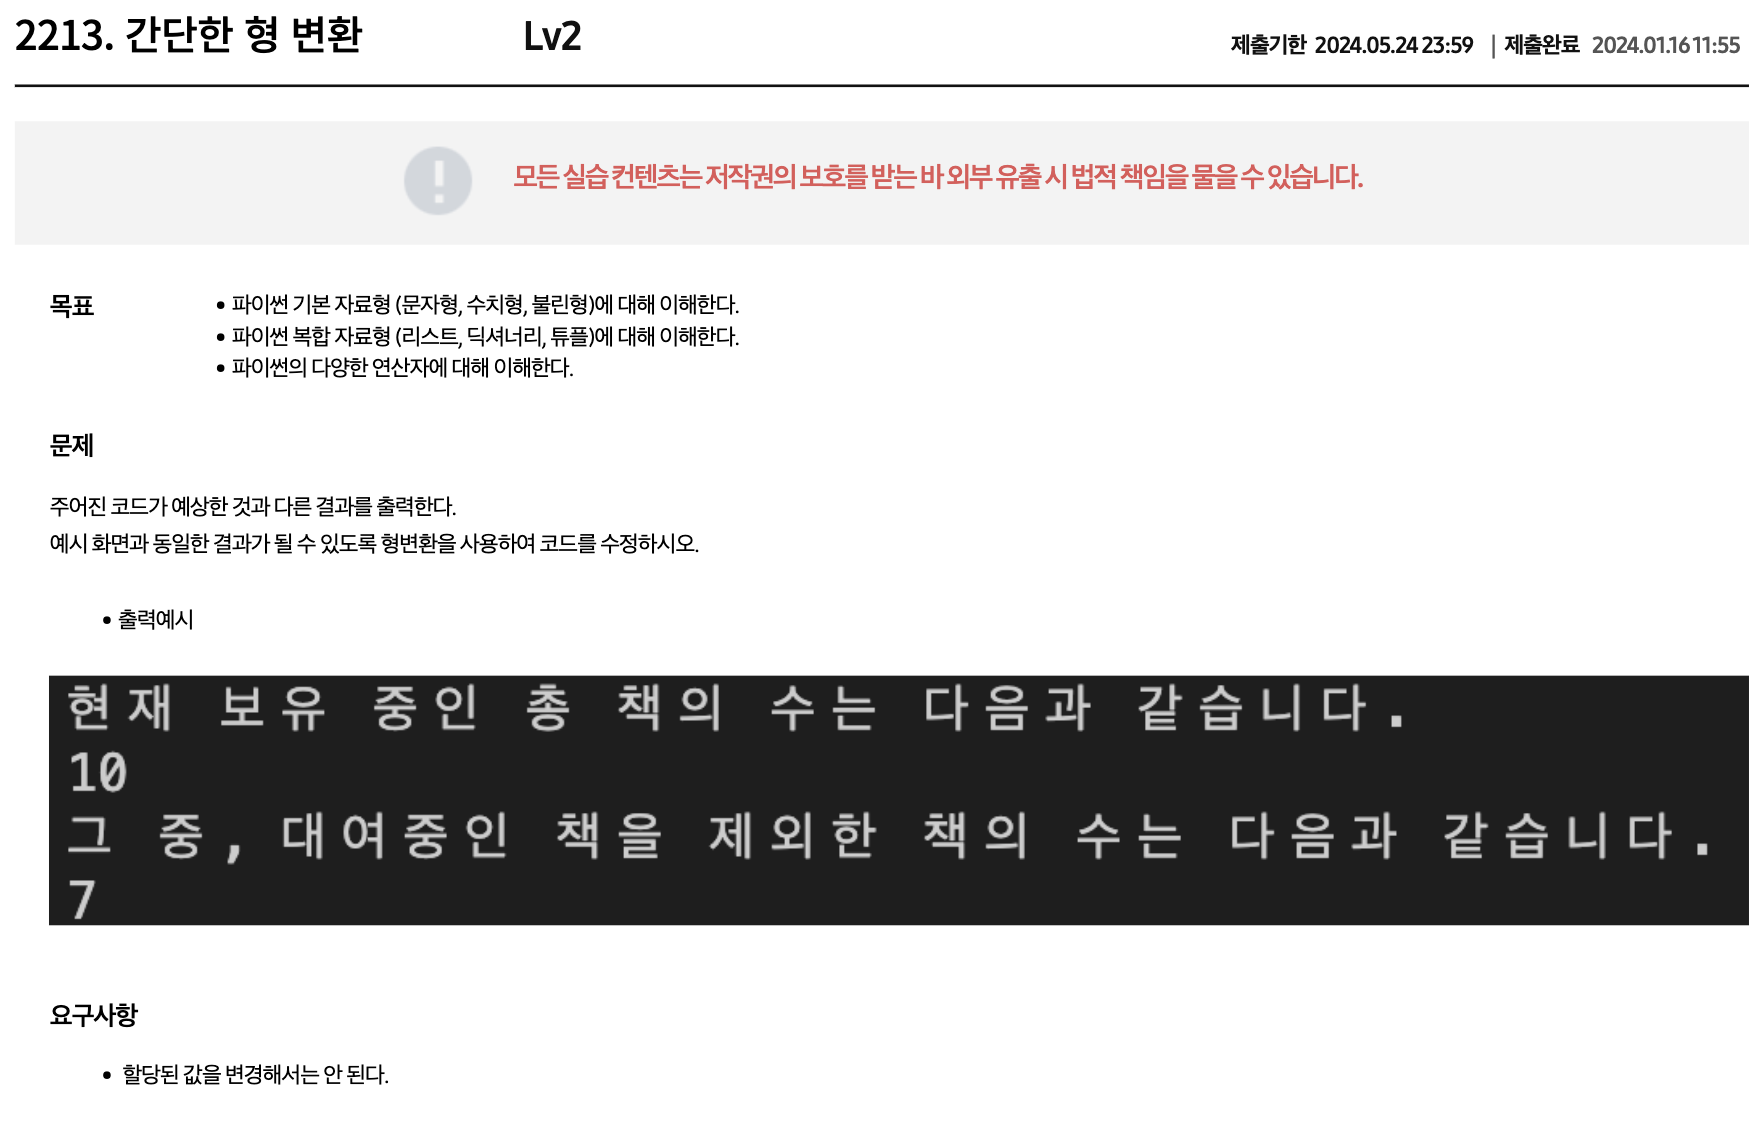 2213. 간단한 형 변환 Lv2 제출기한 2024.05.24 23:59 | 제출완료 2024.01.16 11:55
모든 실습 컨텐츠는 저작권의 보호를 받는 바 외부 유출 시 법적 책임을 물을 수 있습니다.
목표 • 파이썬 기본 자료형 (문자형, 수치형, 불린형)에 대해 이해한다.
• 파이썬 복합 자료형 (리스트, 딕셔너리, 튜플)에 대해 이해한다.
• 파이썬의 다양한 연산자에 대해 이해한다.
문제
주어진 코드가 예상한 것과 다른 결과를 출력한다.
예시 화면과 동일한 결과가 될 수 있도록 형변환을 사용하여 코드를 수정하시오.
• 출력예시
현재 보유 중인 총 책의 수는 다음과 같습니다.
10
그 중, 대여중인 책을 제외한 책의 수는 다음과 같습니다.
7
요구사항
• 할당된 값을 변경해서는 안 된다.